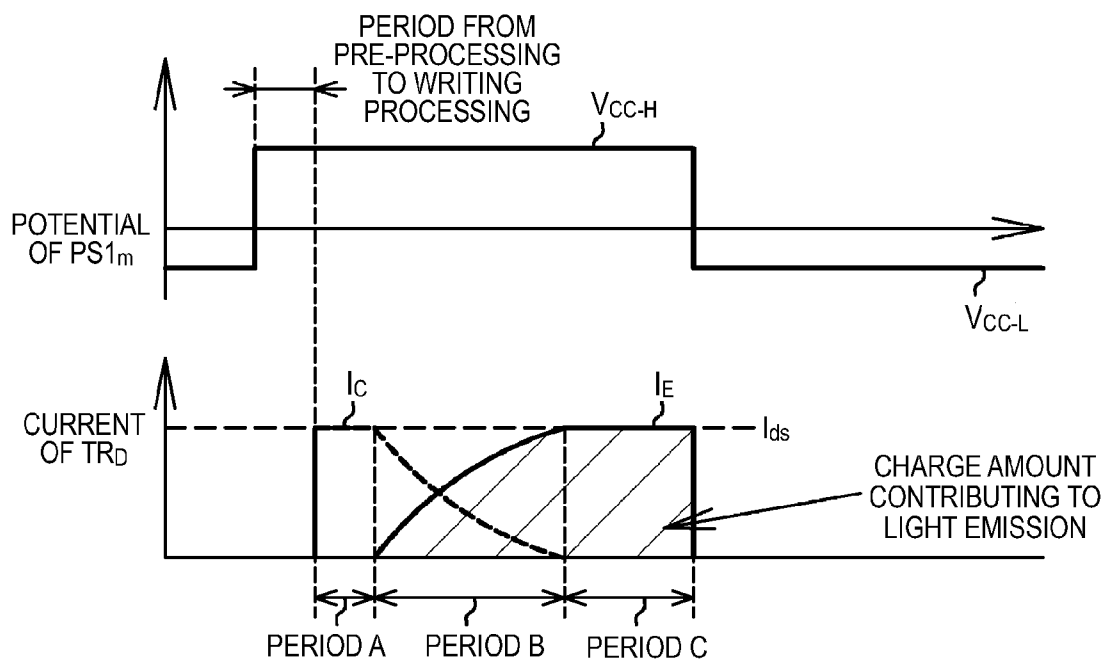 PERIOD FROM
PRE-PROCESSING
TO WRITING
PROCESSING
VCC-H
POTENTIAL
OF PS1m
VCC-L
IC
IE
CURRENT
OF TRD
Ids
CHARGE AMOUNT
CONTRIBUTING TO
LIGHT EMISSION
PERIOD A
PERIOD B
PERIOD C